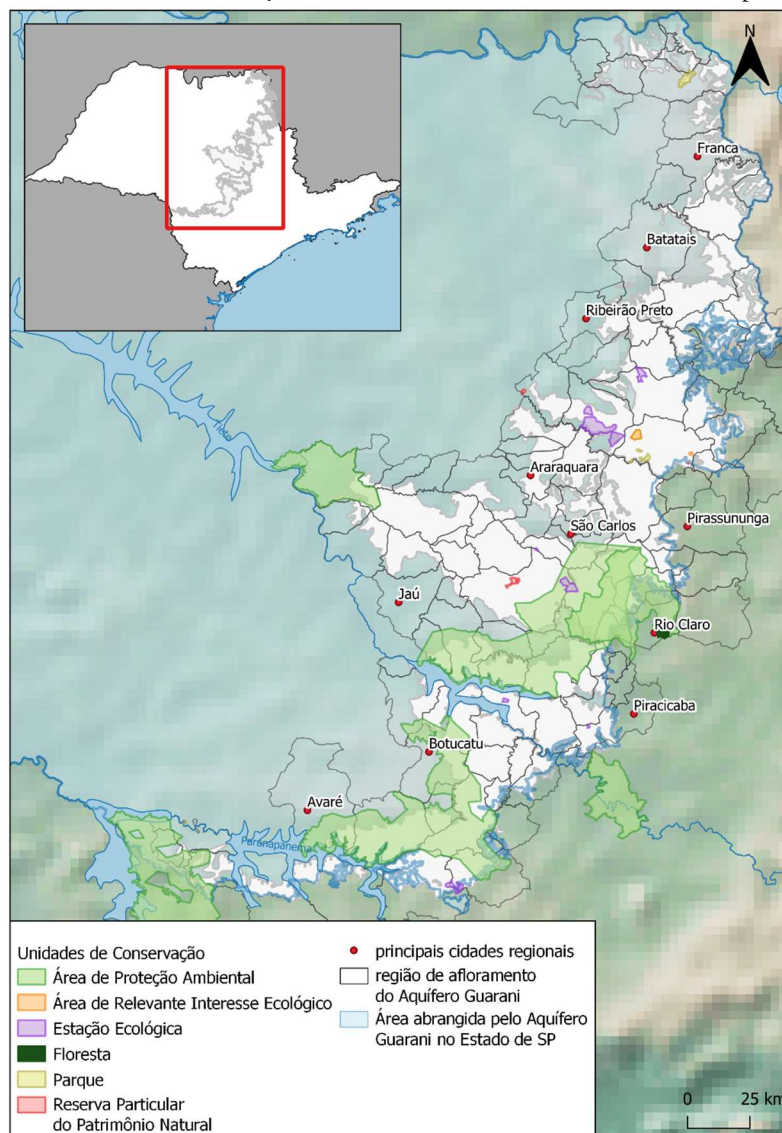 N
Franca
Batatais
Ribeirão Preto
Tietê
Araraquara
São Carlos
Pirassununga
Jaú
Rio Claro
Piracicaba
Botucatu
Avaré
Paranapanema
Unidades de Conservação
Área de Proteção Ambiental
Área de Relevante Interesse Ecológico
Estação Ecológica
Floresta
Parque
Reserva Particular
do Patrimônio Natural
principais cidades regionais
região de afloramento
do Aquífero Guarani
Área abrangida pelo Aquífero
Guarani no Estado de SP
0 25 km